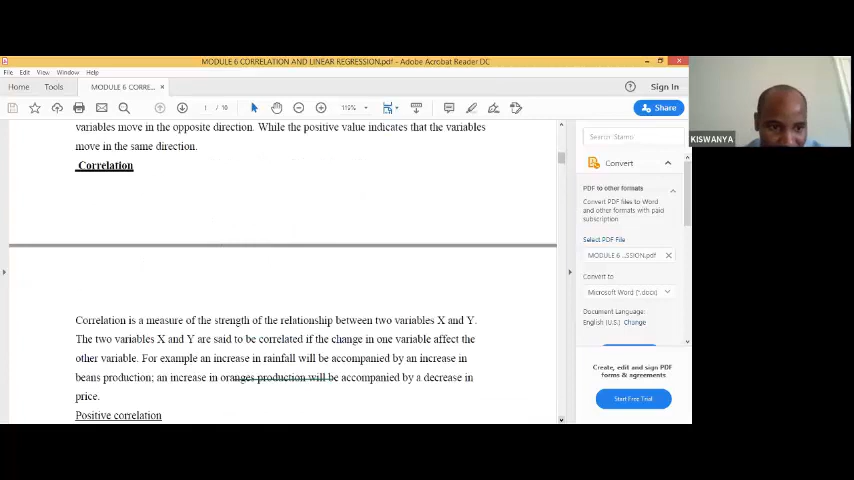 MODULE 6 CORRELATION AND LINEAR REGRESSION.pdf - Adobe Acrobat Reader DC
File Edit View Window Help
Home Tools MODULE 6 CORRE... × Sign In
1 / 10 112% Share
variables move in the opposite direction. While the positive value indicates that the variables
move in the same direction.
Correlation
Correlation is a measure of the strength of the relationship between two variables X and Y.
The two variables X and Y are said to be correlated if the change in one variable affect the
other variable. For example an increase in rainfall will be accompanied by an increase in
beans production; an increase in oranges production will be accompanied by a decrease in
price.
Positive correlation
Search
Convert
PDF to other formats
Convert PDF files to Word
and other formats with paid
subscription
Select PDF File
MODULE 6 ...SSION.pdf ×
Convert to
Microsoft Word (*.docx)
Document Language:
English (U.S.) Change
Create, edit and sign PDF
forms & agreements
Start Free Trial
KISWANYA